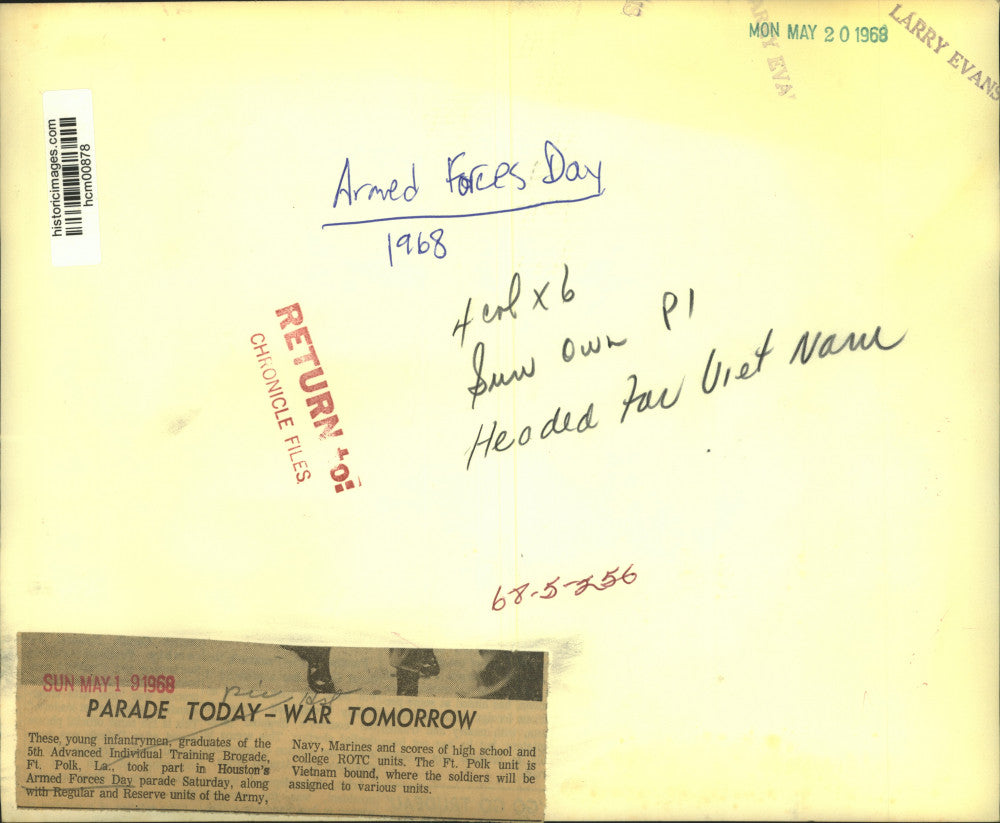 MON MAY 20 1968
LARRY EVANS
historicimages.com
hcm00878
Armed Forces Day
1968
4 col x 6
Sun Own P1
Headed For Viet Nam
RETURN to:
CHRONICLE FILES
68-5-256
SUN MAY 19 1968
PARADE TODAY – WAR TOMORROW
These young infantrymen, graduates of the
5th Advanced Individual Training Brogade,
Ft. Polk, La., took part in Houston's
Armed Forces Day parade Saturday, along
with Regular and Reserve units of the Army,
Navy, Marines and scores of high school and
college ROTC units. The Ft. Polk unit is
Vietnam bound, where the soldiers will be
assigned to various units.